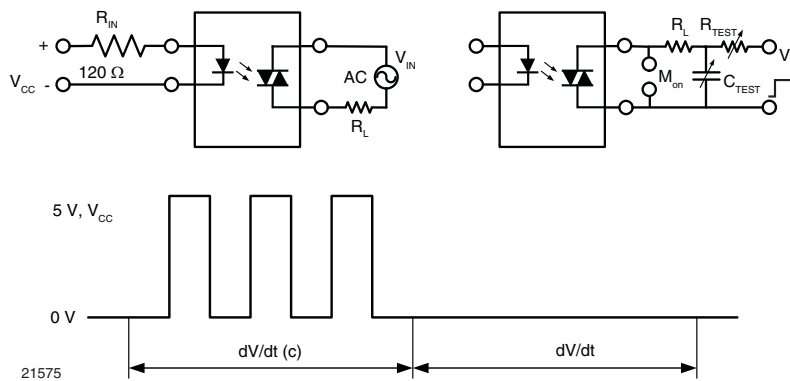 R_IN
+
120 Ω
V_CC -
AC
V_IN
R_L
R_L
R_TEST
V
M_on
C_TEST
5 V, V_CC
0 V
dV/dt (c)
dV/dt
21575